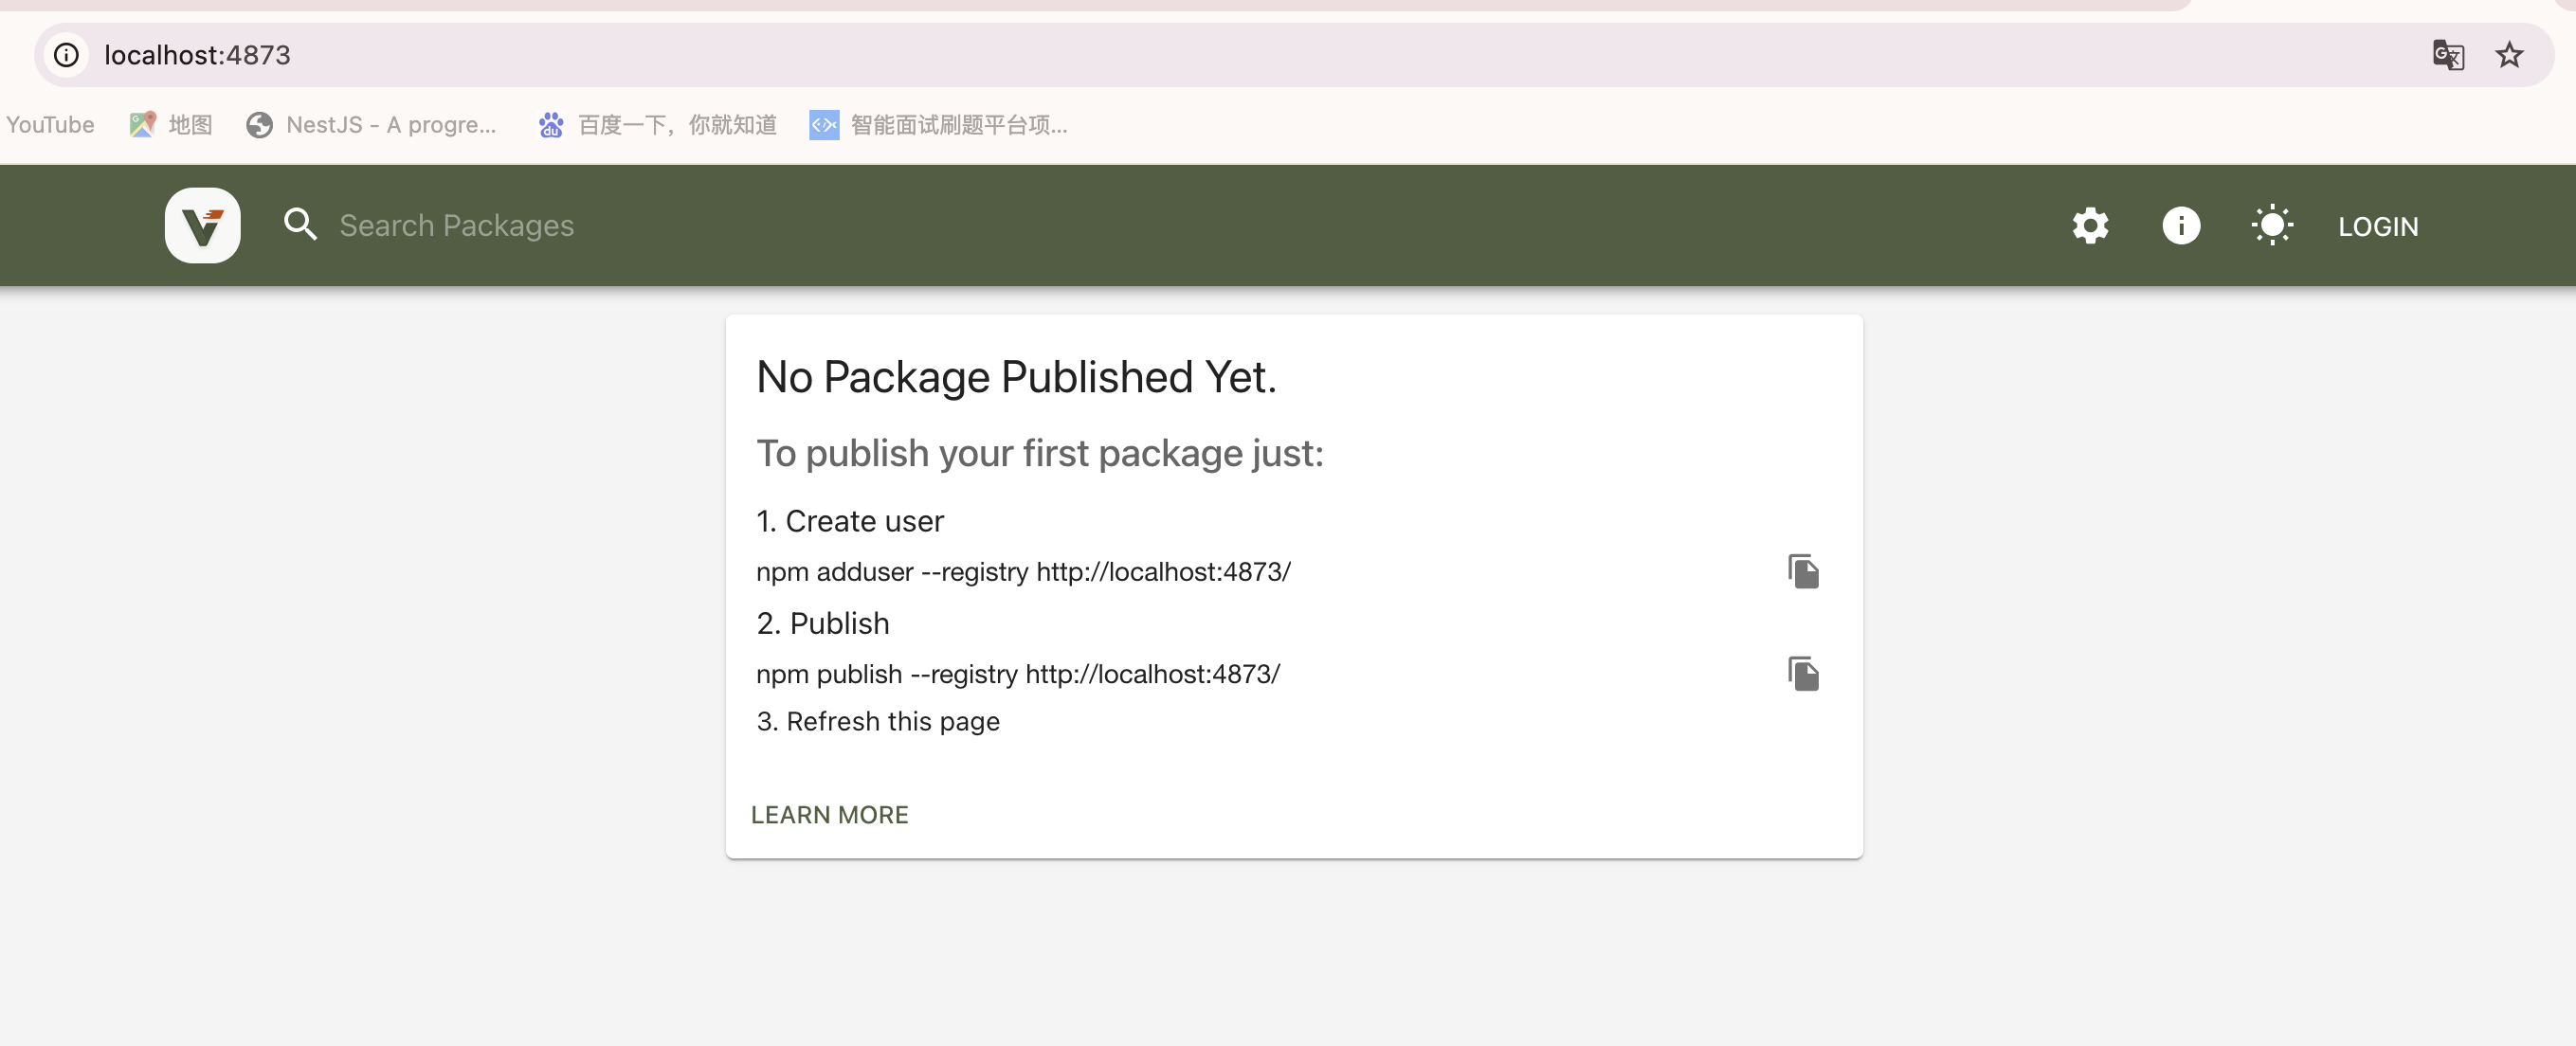 localhost:4873
YouTube 地图 NestJS - A progre... 百度一下，你就知道 智能面试刷题平台项...
Search Packages LOGIN
No Package Published Yet.
To publish your first package just:
1. Create user
npm adduser --registry http://localhost:4873/
2. Publish
npm publish --registry http://localhost:4873/
3. Refresh this page
LEARN MORE